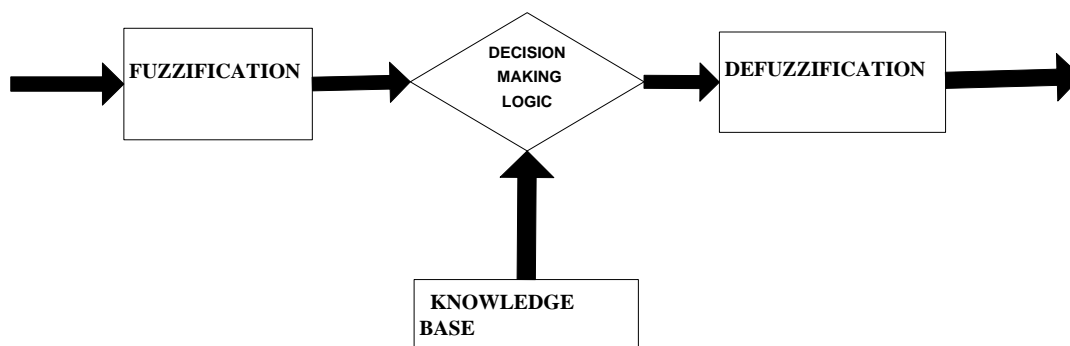 FUZZIFICATION
DECISION
MAKING
LOGIC
DEFUZZIFICATION
KNOWLEDGE
BASE